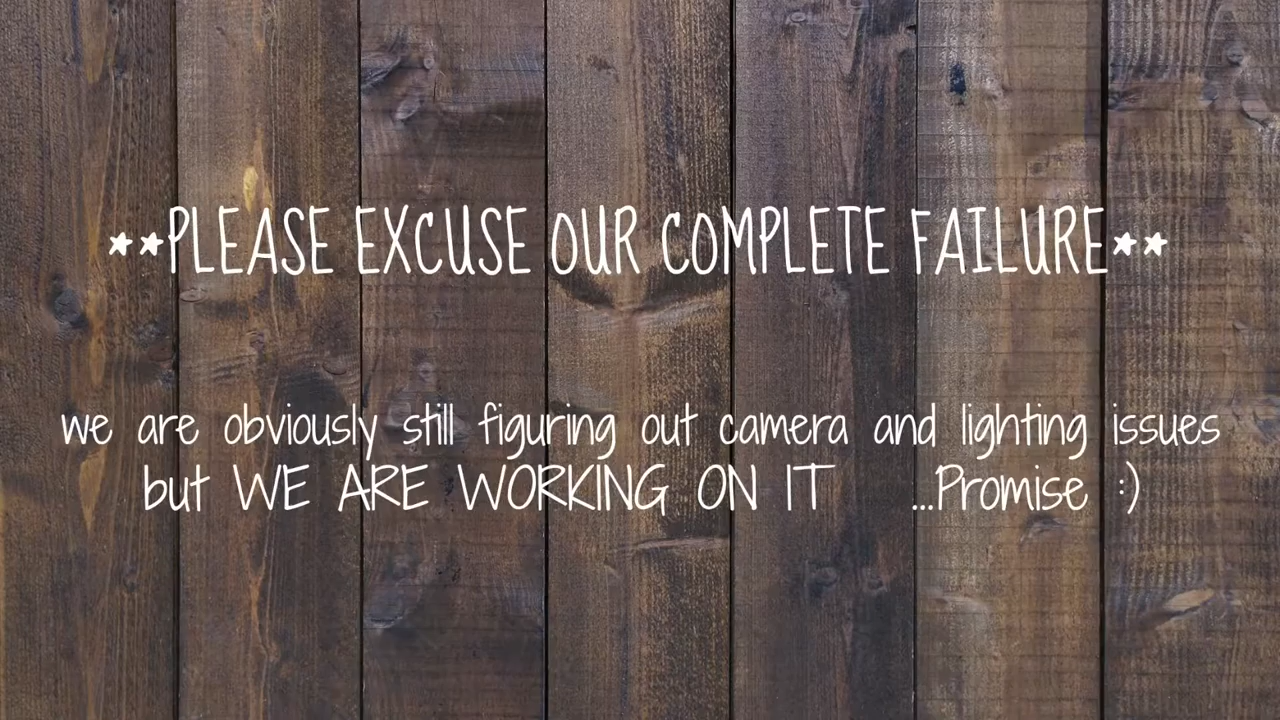 **PLEASE EXCUSE OUR COMPLETE FAILURE**
we are obviously still figuring out camera and lighting issues
but WE ARE WORKING ON IT ...Promise :)